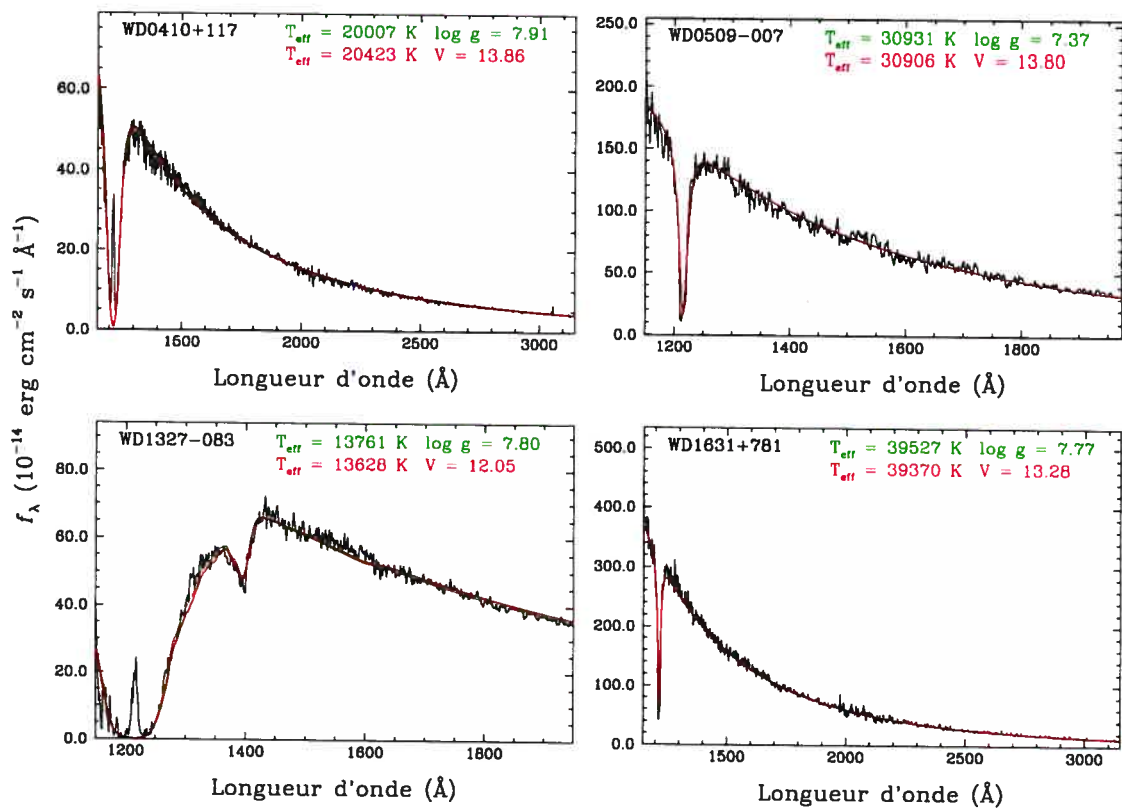 f_λ (10⁻¹⁴ erg cm⁻² s⁻¹ Å⁻¹)
WD0410+117
T_eff = 20007 K log g = 7.91
T_eff = 20423 K V = 13.86
60.0
40.0
20.0
0.0
1500 2000 2500 3000
Longueur d'onde (Å)
WD0509-007
T_eff = 30931 K log g = 7.37
T_eff = 30906 K V = 13.80
250.0
200.0
150.0
100.0
50.0
0.0
1200 1400 1600 1800
Longueur d'onde (Å)
WD1327-083
T_eff = 13761 K log g = 7.80
T_eff = 13628 K V = 12.05
80.0
60.0
40.0
20.0
0.0
1200 1400 1600 1800
Longueur d'onde (Å)
WD1631+781
T_eff = 39527 K log g = 7.77
T_eff = 39370 K V = 13.28
500.0
400.0
300.0
200.0
100.0
0.0
1500 2000 2500 3000
Longueur d'onde (Å)